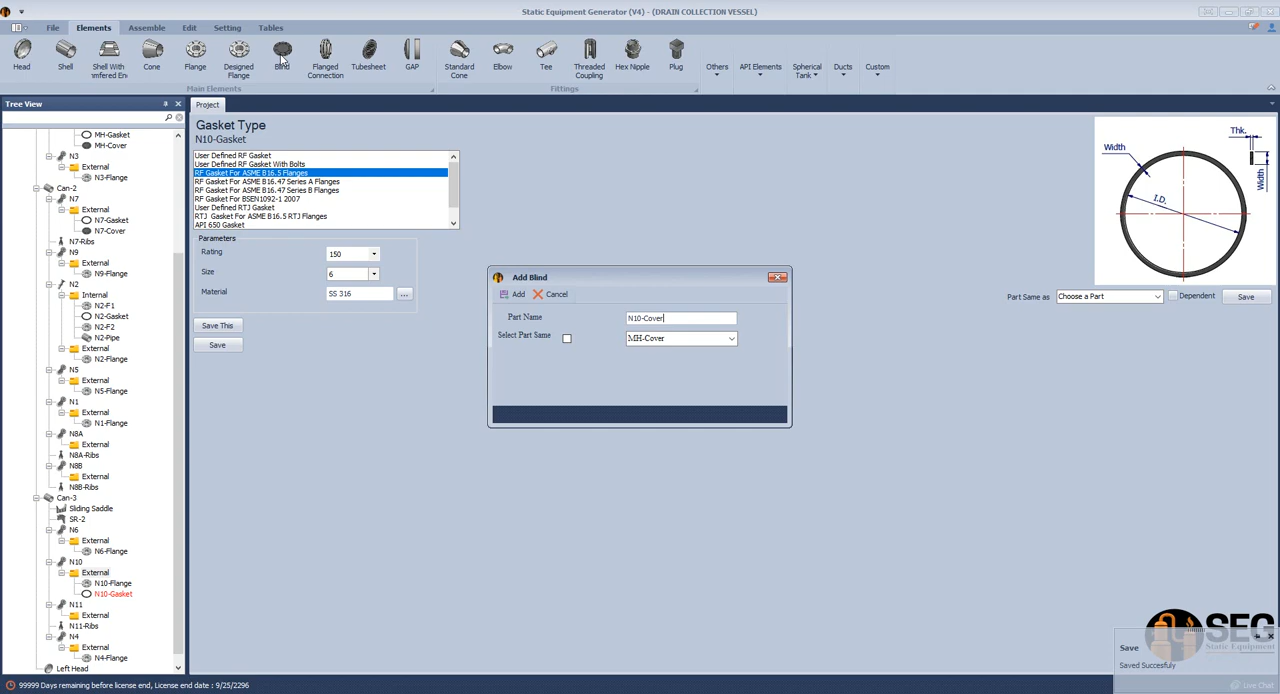 Static Equipment Generator (V4) - (DRAIN COLLECTION VESSEL)
File
Elements
Assemble
Edit
Setting
Tables
Head
Shell
Shell With
Cone
Flange
Designed
Flange
Blind
Flanged
Connection
Tubesheet
GAP
Standard
Cone
Elbow
Tee
Threaded
Coupling
Hex Nipple
Plug
Others
API Elements
Spherical
Tank
Ducts
Custom
Main Elements
Fittings
Tree View
Project
MH-Gasket
MH-Cover
N3
External
N3-Flange
Can-2
N7
External
N7-Gasket
N7-Cover
N7-Ribs
N9
External
N9-Flange
N2
Internal
N2-F1
N2-Gasket
N2-F2
N2-Pipe
External
N2-Flange
N5
External
N5-Flange
N1
External
N1-Flange
N8A
External
N8A-Ribs
N8B
External
N8B-Ribs
Can-3
Sliding Saddle
SR-2
N6
External
N6-Flange
N10
External
N10-Flange
N10-Gasket
N11
External
N11-Ribs
N4
External
N4-Flange
Left Head
Gasket Type
N10-Gasket
User Defined RF Gasket
User Defined RF Gasket With Bolts
RF Gasket For ASME B16.5 Flanges
RF Gasket For ASME B16.47 Series A Flanges
RF Gasket For ASME B16.47 Series B Flanges
RF Gasket For BSEN1092-1 2007
User Defined RTJ Gasket
RTJ Gasket For ASME B16.5 RTJ Flanges
API 650 Gasket
Parameters
Rating 150
Size 6
Material SS 316 ...
Save This
Save
Add Blind
Add Cancel
Part Name N10-Cover
Select Part Same MH-Cover
Thk.
Width
Width
I.D.
Part Same as Choose a Part Dependent Save
SEG
Static Equipment
Save
Saved Succesfuly
Live Chat
99999 Days remaining before license end, License end date : 9/25/2296